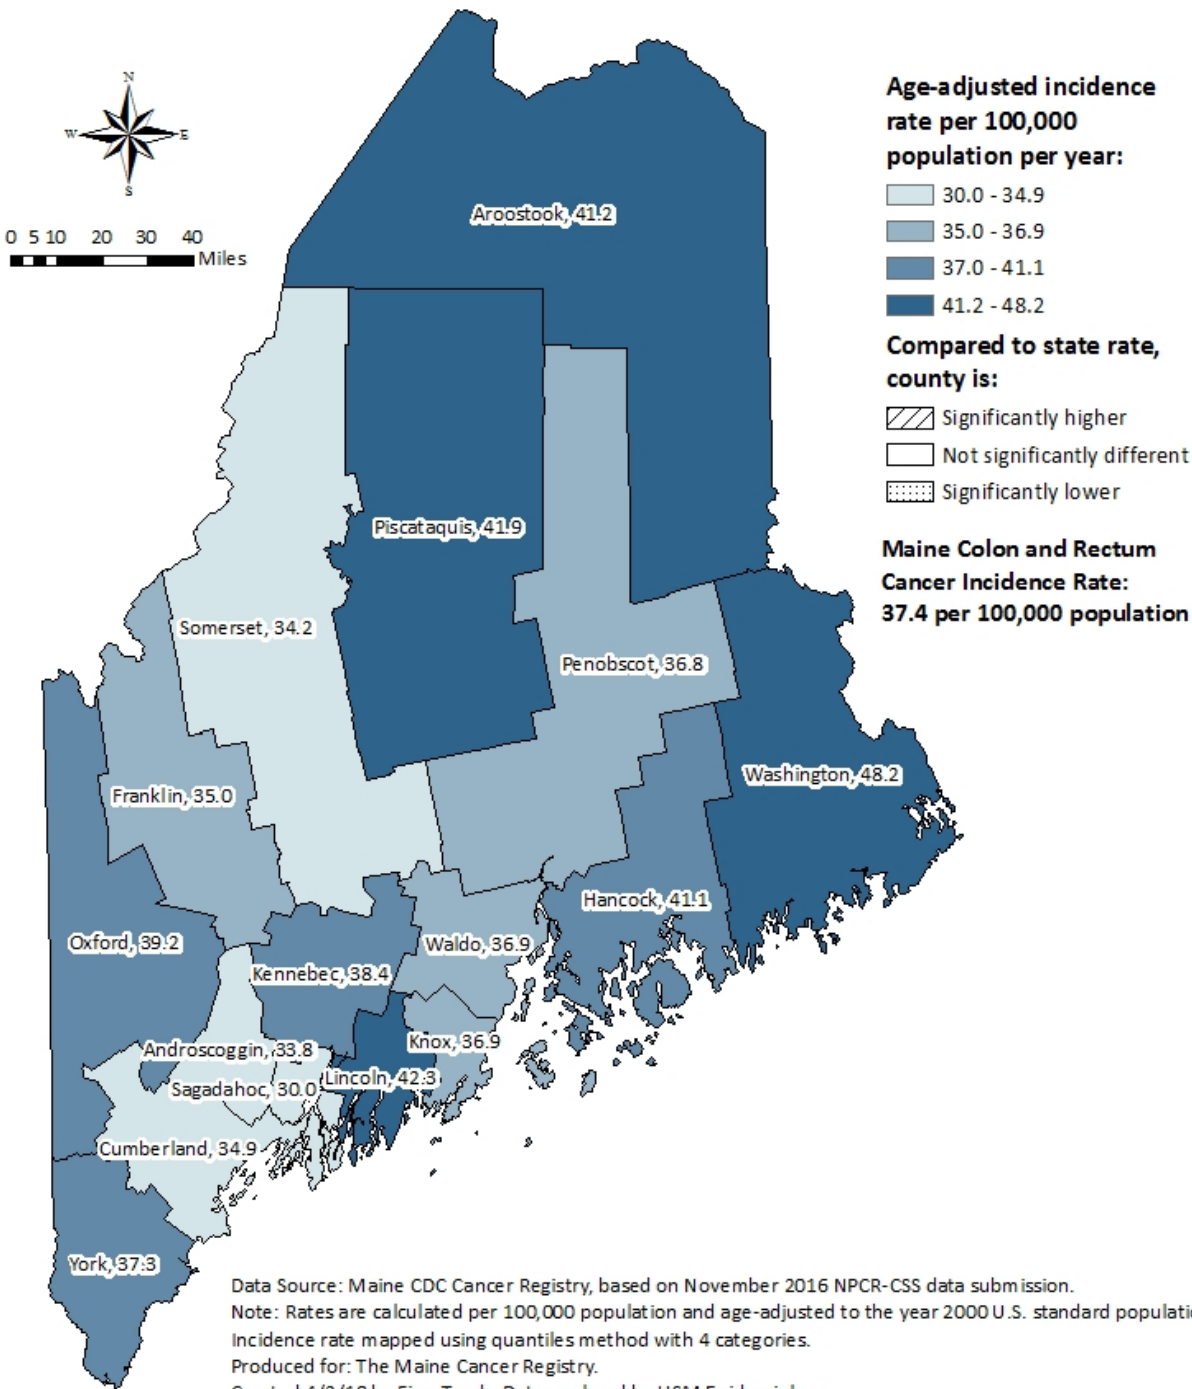 N
W E
S
0 5 10 20 30 40
Miles
Age-adjusted incidence
rate per 100,000
population per year:
30.0 - 34.9
35.0 - 36.9
37.0 - 41.1
41.2 - 48.2
Compared to state rate,
county is:
Significantly higher
Not significantly different
Significantly lower
Maine Colon and Rectum
Cancer Incidence Rate:
37.4 per 100,000 population
Aroostook, 41.2
Piscataquis, 41.9
Somerset, 34.2
Penobscot, 36.8
Washington, 48.2
Franklin, 35.0
Hancock, 41.1
Oxford, 39.2
Waldo, 36.9
Kennebec, 38.4
Knox, 36.9
Androscoggin, 33.8
Lincoln, 42.3
Sagadahoc, 30.0
Cumberland, 34.9
York, 37.3
Data Source: Maine CDC Cancer Registry, based on November 2016 NPCR-CSS data submission.
Note: Rates are calculated per 100,000 population and age-adjusted to the year 2000 U.S. standard populati
Incidence rate mapped using quantiles method with 4 categories.
Produced for: The Maine Cancer Registry.